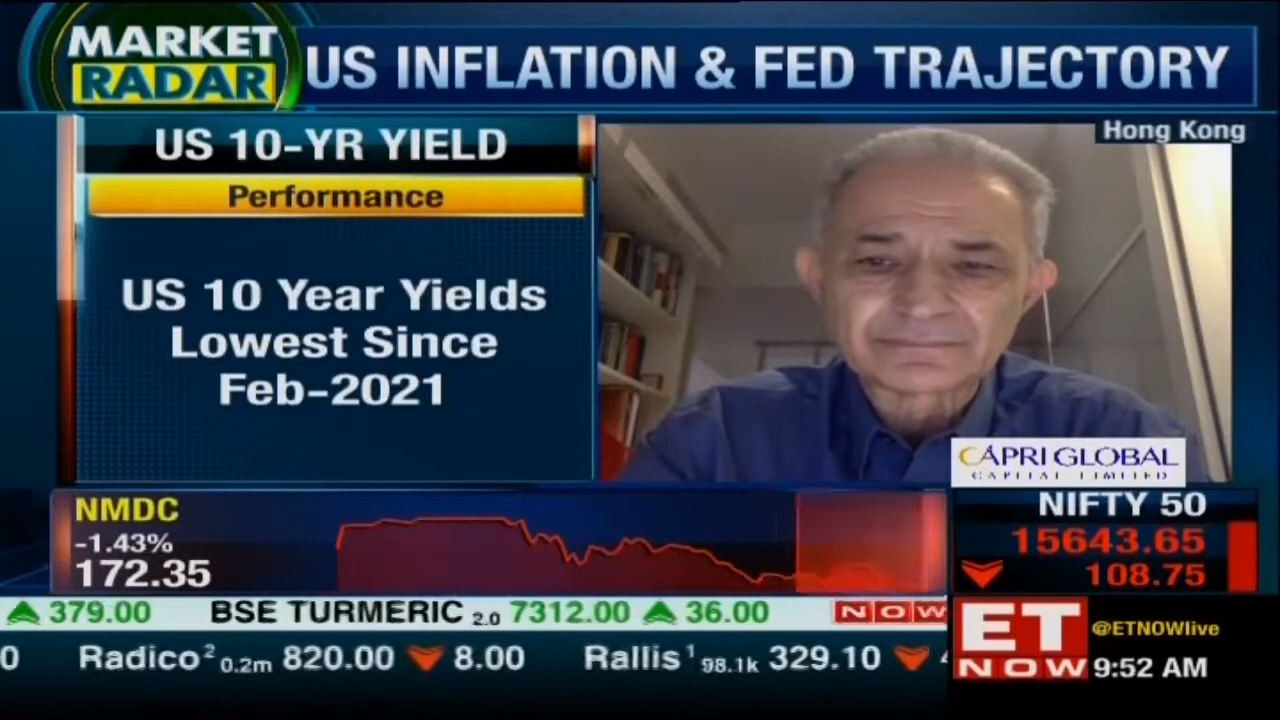 MARKET
RADAR
US INFLATION & FED TRAJECTORY
US 10-YR YIELD
Performance
US 10 Year Yields
Lowest Since
Feb-2021
Hong Kong
CAPRI GLOBAL
CAPITAL LIMITED
NMDC
-1.43%
172.35
NIFTY 50
15643.65
108.75
379.00 BSE TURMERIC 2.0 7312.00 36.00 NOW
0 Radico 2 0.2m 820.00 8.00 Rallis 1 98.1k 329.10
ET
NOW
@ETNOWlive
9:52 AM